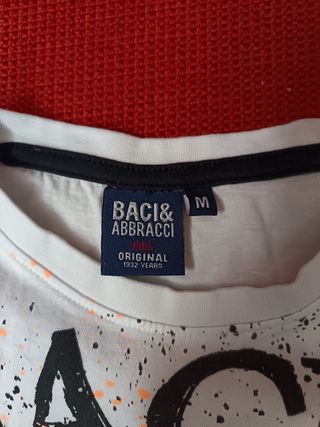 BACI&
ABBRACCI
KIDS
ORIGINAL
1932 YEARS
M